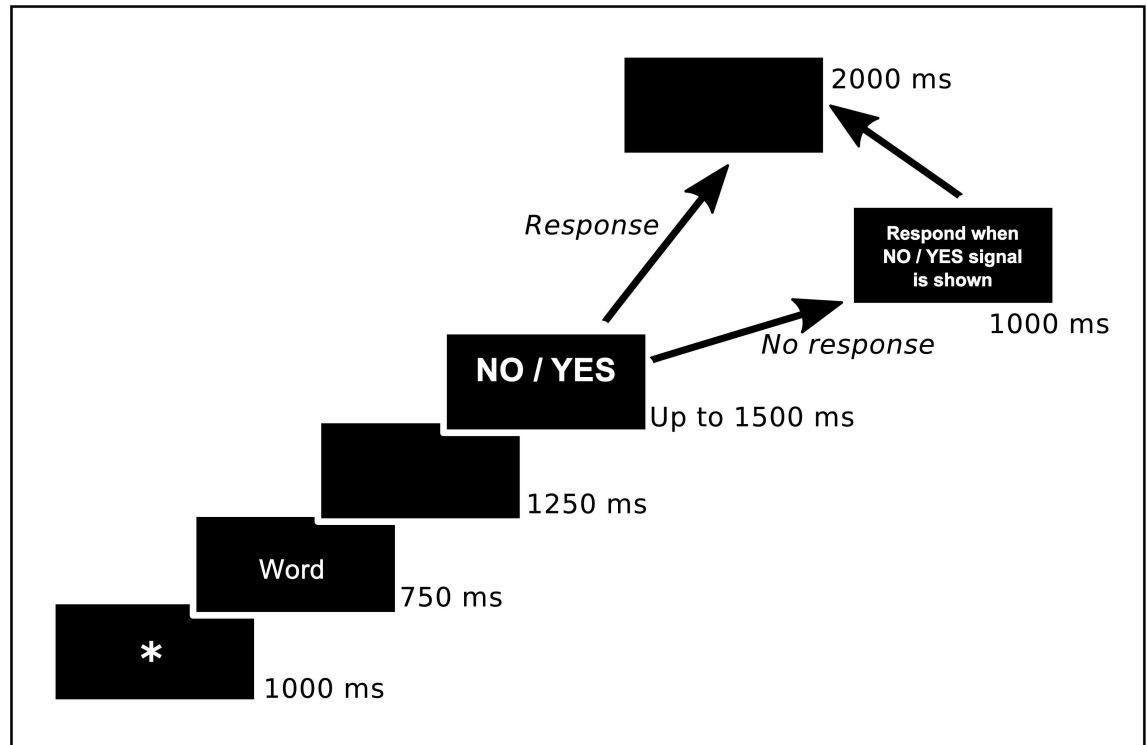 2000 ms
Response
Respond when
NO / YES signal
is shown
1000 ms
No response
NO / YES
Up to 1500 ms
1250 ms
Word
750 ms
*
1000 ms